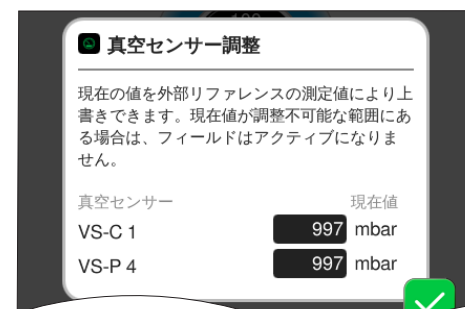 真空センサー調整
現在の値を外部リファレンスの測定値により上
書きできます。現在値が調整不可能な範囲にあ
る場合は、フィールドはアクティブになりま
せん。
真空センサー 現在値
VS-C 1 997 mbar
VS-P 4 997 mbar